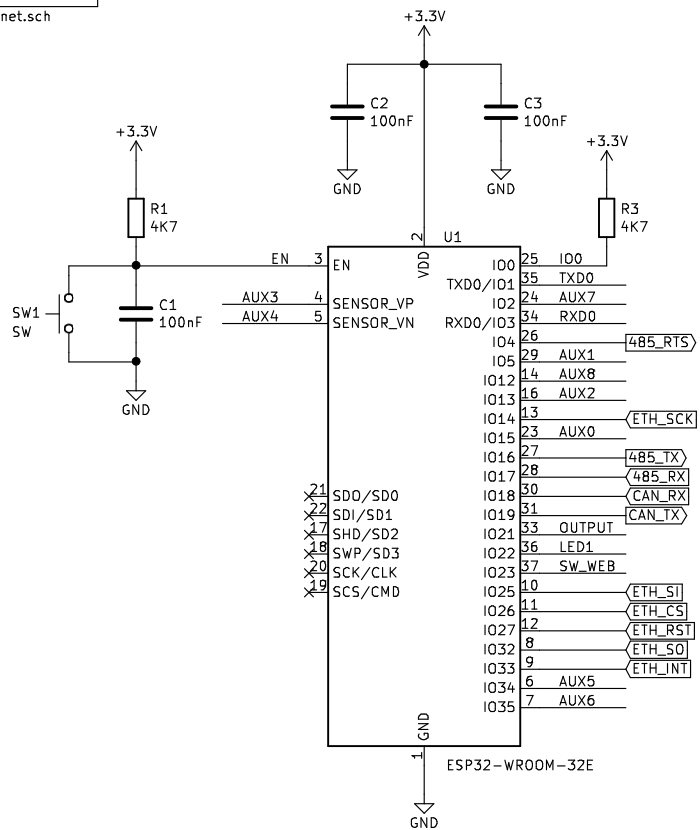 net.sch
+3.3V
C2
100nF
C3
100nF
GND
GND
+3.3V
R1
4K7
+3.3V
R3
4K7
SW1
SW
C1
100nF
GND
EN 3 EN
AUX3 4 SENSOR_VP
AUX4 5 SENSOR_VN
21 SDO/SD0
22 SDI/SD1
17 SHD/SD2
18 SWP/SD3
20 SCK/CLK
19 SCS/CMD
2
VDD
U1
IO0 25 IO0
TXD0/IO1 35 TXD0
IO2 24 AUX7
RXD0/IO3 34 RXD0
IO4 26 485_RTS
IO5 29 AUX1
IO12 14 AUX8
IO13 16 AUX2
IO14 13 ETH_SCK
IO15 23 AUX0
IO16 27 485_TX
IO17 28 485_RX
IO18 30 CAN_RX
IO19 31 CAN_TX
IO21 33 OUTPUT
IO22 36 LED1
IO23 37 SW_WEB
IO25 10 ETH_SI
IO26 11 ETH_CS
IO27 12 ETH_RST
IO32 8 ETH_SO
IO33 9 ETH_INT
IO34 6 AUX5
IO35 7 AUX6
GND
1
ESP32-WROOM-32E
GND